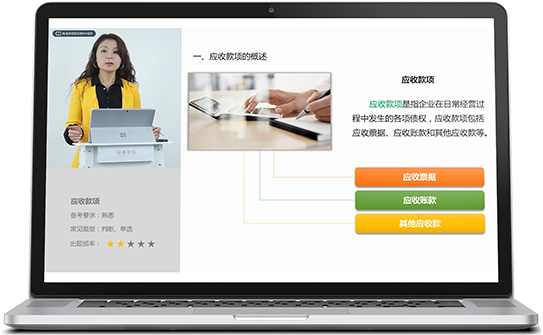 一、应收款项的概述
应收款项
应收款项是指企业在日常经营过
程中发生的各项债权，应收款项包括
应收票据、应收账款和其他应收款等。
应收票据
应收账款
其他应收款
应收款项
备考要求：熟悉
常见题型：判断、单选
出题频率：